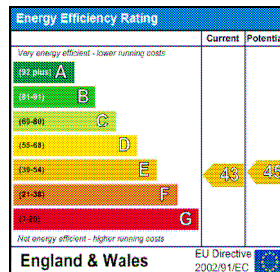 Energy Efficiency Rating
Current Potential
Very energy efficient - lower running costs
(92 plus) A
(81-91) B
(69-80) C
(55-68) D
(39-54) E
(21-38) F
(1-20) G
43
Not energy efficient - higher running costs
England & Wales
EU Directive
2002/91/EC